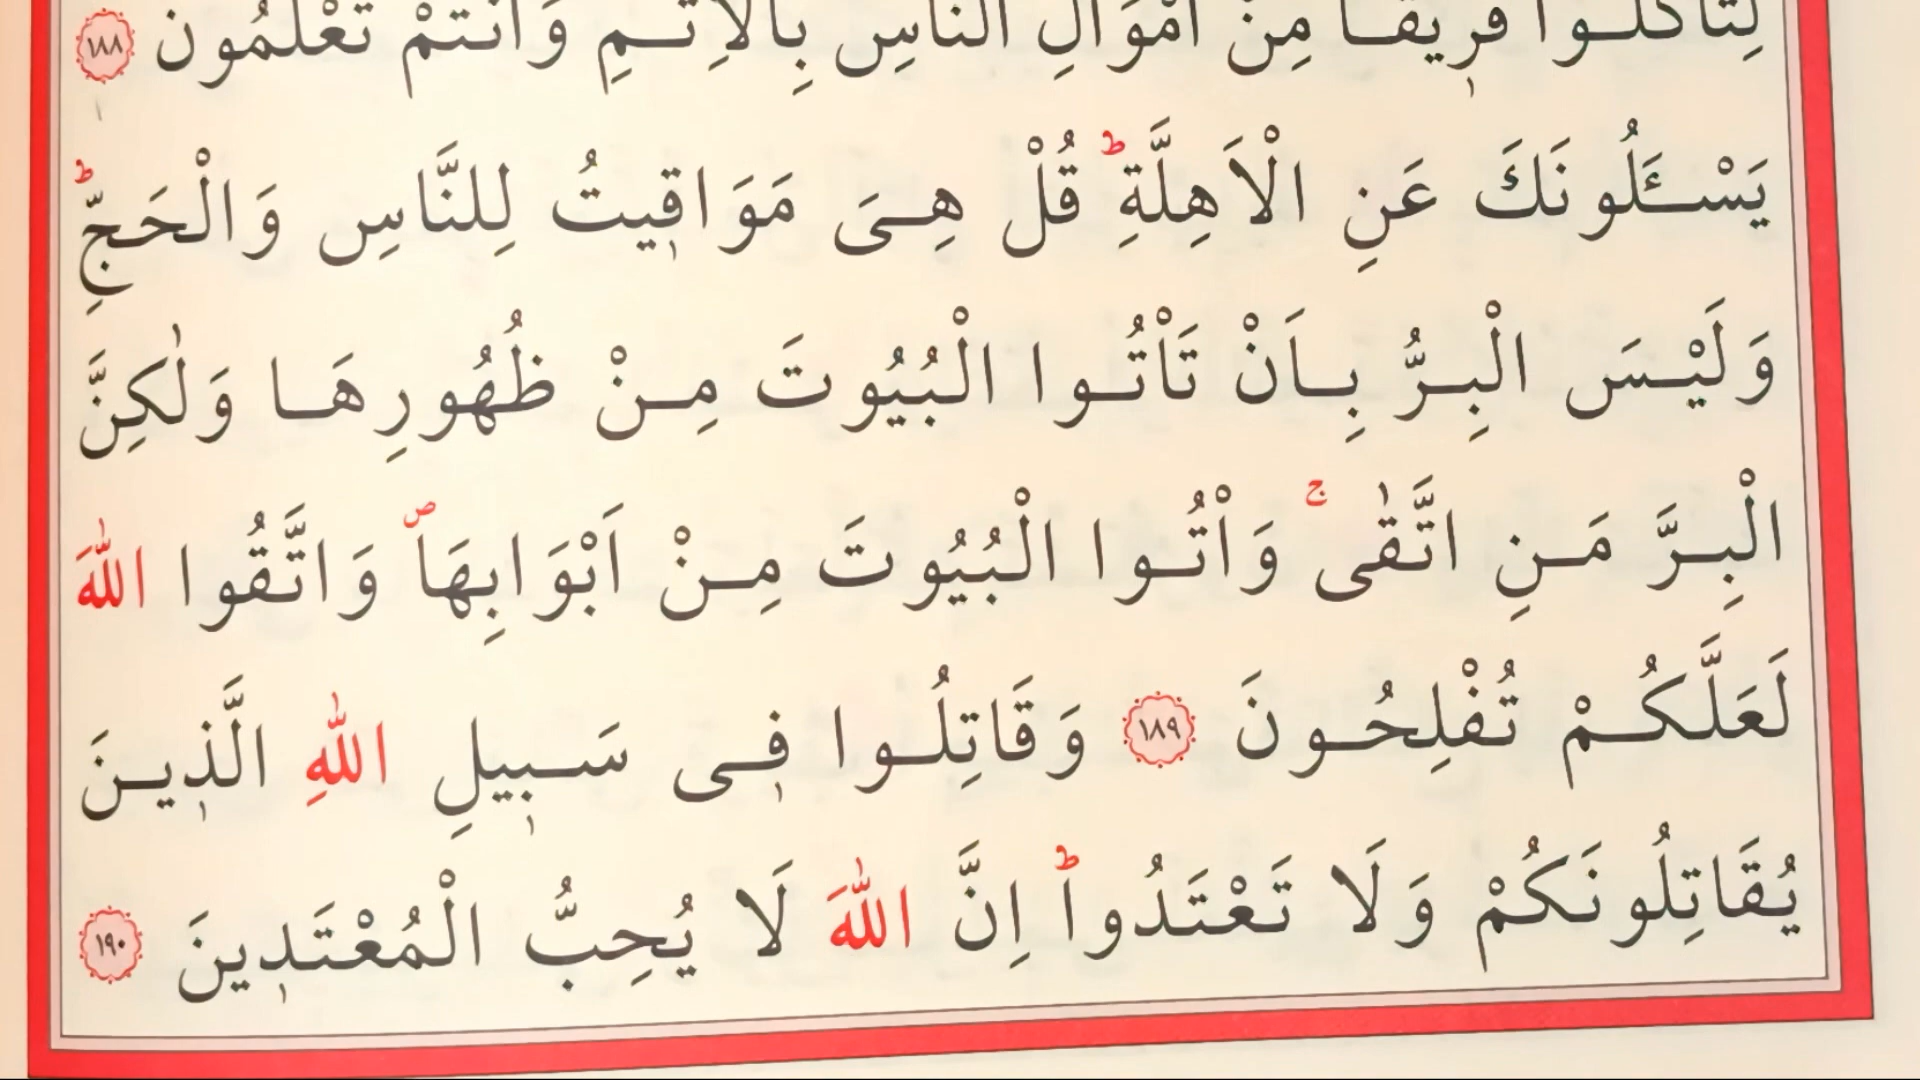 لِتَأْكُلُوا فَرٖيقاً مِنْ اَمْوَالِ النَّاسِ بِالْاِثْمِ وَاَنْتُمْ تَعْلَمُونَ ١٨٨
يَسْـَٔلُونَكَ عَنِ الْاَهِلَّةِؕ قُلْ هِىَ مَوَاقٖيتُ لِلنَّاسِ وَالْحَجِّؕ
وَلَيْسَ الْبِرُّ بِاَنْ تَاْتُوا الْبُيُوتَ مِنْ ظُهُورِهَا وَلٰكِنَّ
الْبِرَّ مَنِ اتَّقٰىۚ وَاْتُوا الْبُيُوتَ مِنْ اَبْوَابِهَاࣕ وَاتَّقُوا اللّٰهَ
لَعَلَّكُمْ تُفْلِحُونَ ١٨٩ وَقَاتِلُوا فٖى سَبٖيلِ اللّٰهِ الَّذٖينَ
يُقَاتِلُونَكُمْ وَلَا تَعْتَدُواؕ اِنَّ اللّٰهَ لَا يُحِبُّ الْمُعْتَدٖينَ ١٩٠